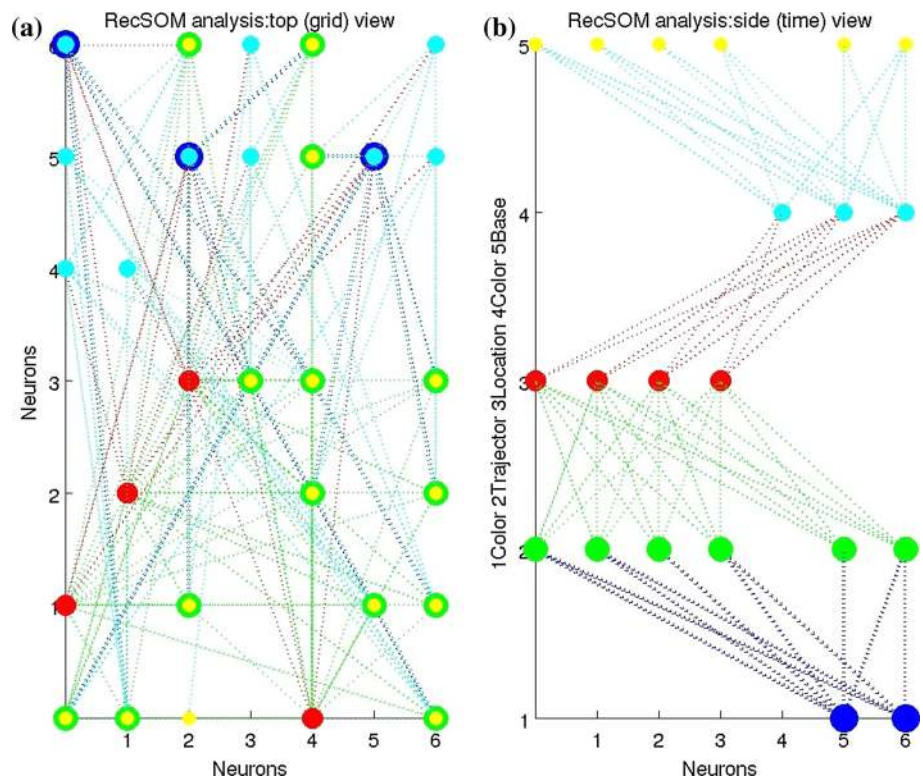 (a) RecSOM analysis:top (grid) view
5
4
3
2
1
1 2 3 4 5 6
Neurons
Neurons
(b) RecSOM analysis:side (time) view
5
4
3
2
1
1 2 3 4 5 6
Neurons
1Color 2Trajector 3Location 4Color 5Base